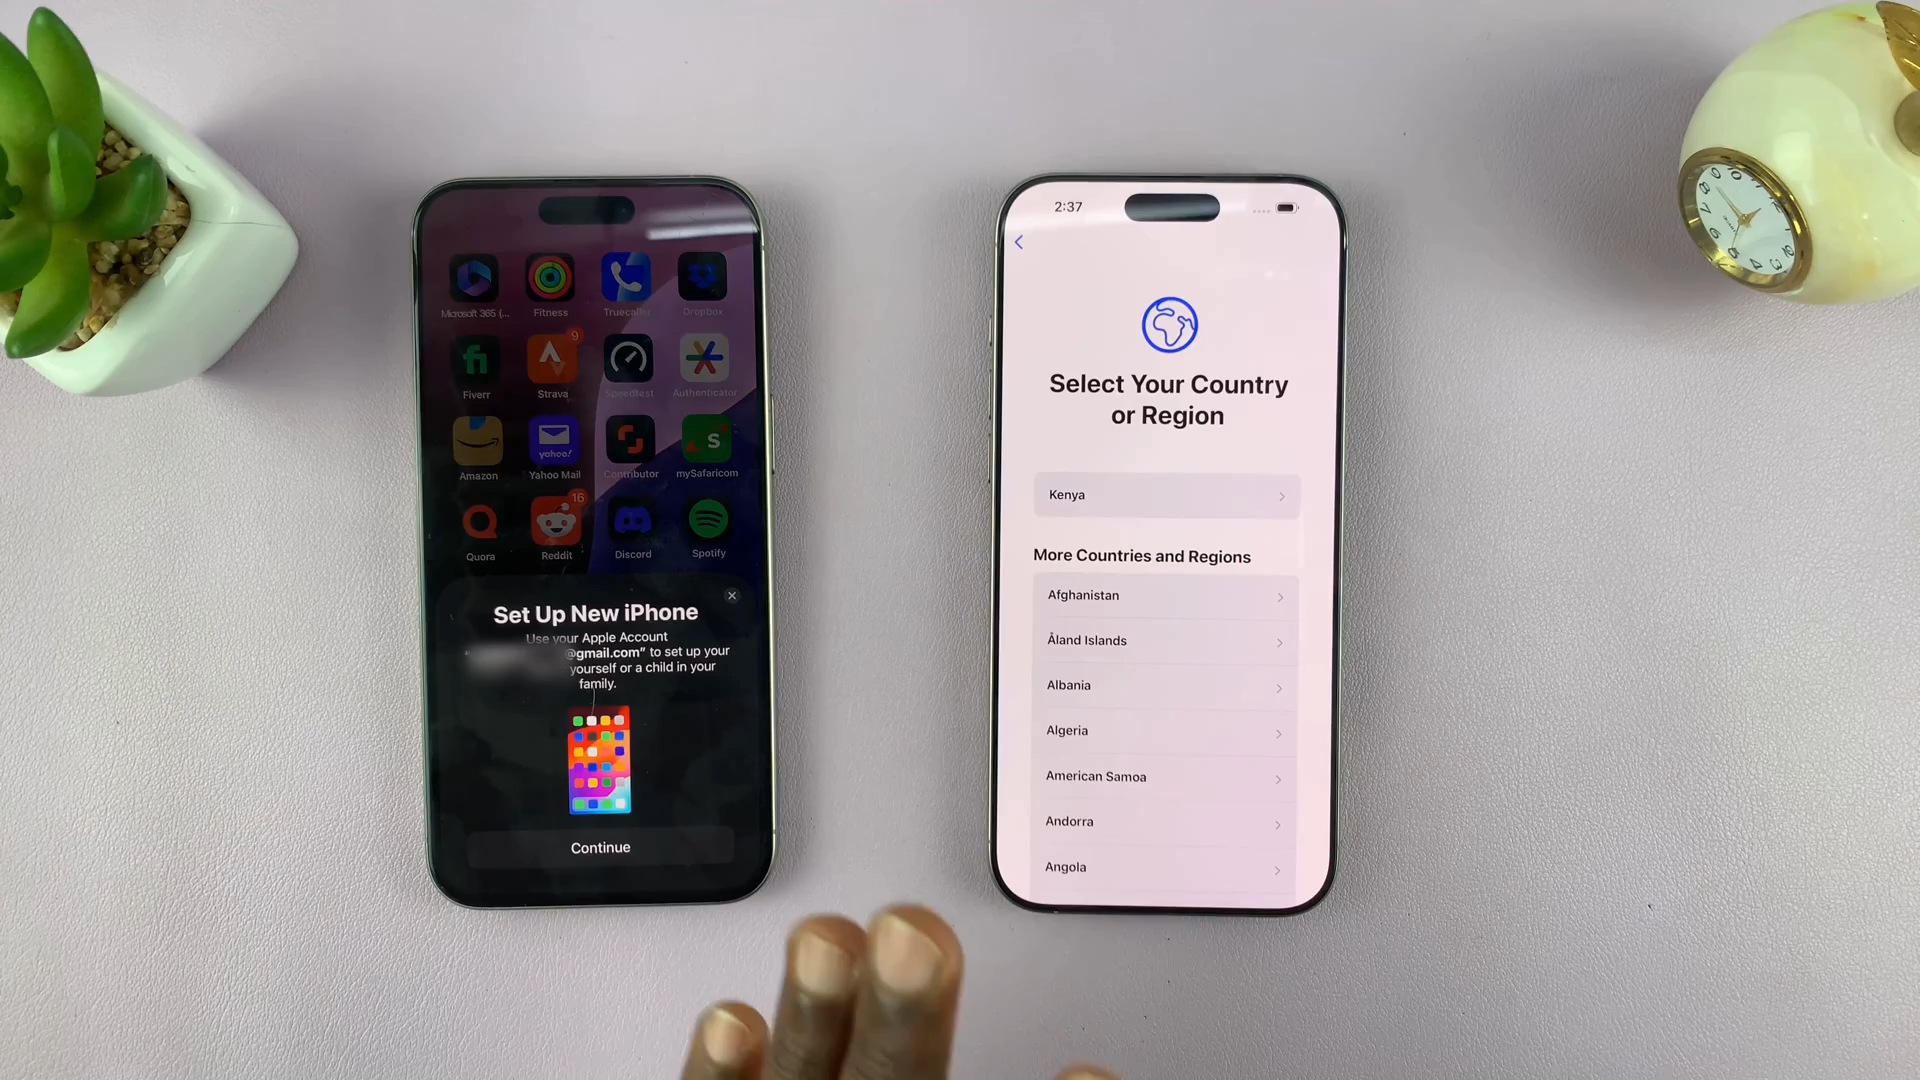 Microsoft 365 (...
Fitness
Truecaller
Dropbox
9
Fiverr
Strava
Speedtest
Authenticator
Amazon
yahoo!
Yahoo Mail
Contributor
S
mySafaricom
16
Quora
Reddit
Discord
Spotify
Set Up New iPhone
Use your Apple Account
@gmail.com" to set up your
yourself or a child in your
family.
Continue
2:37
Select Your Country
or Region
Kenya
More Countries and Regions
Afghanistan
Åland Islands
Albania
Algeria
American Samoa
Andorra
Angola